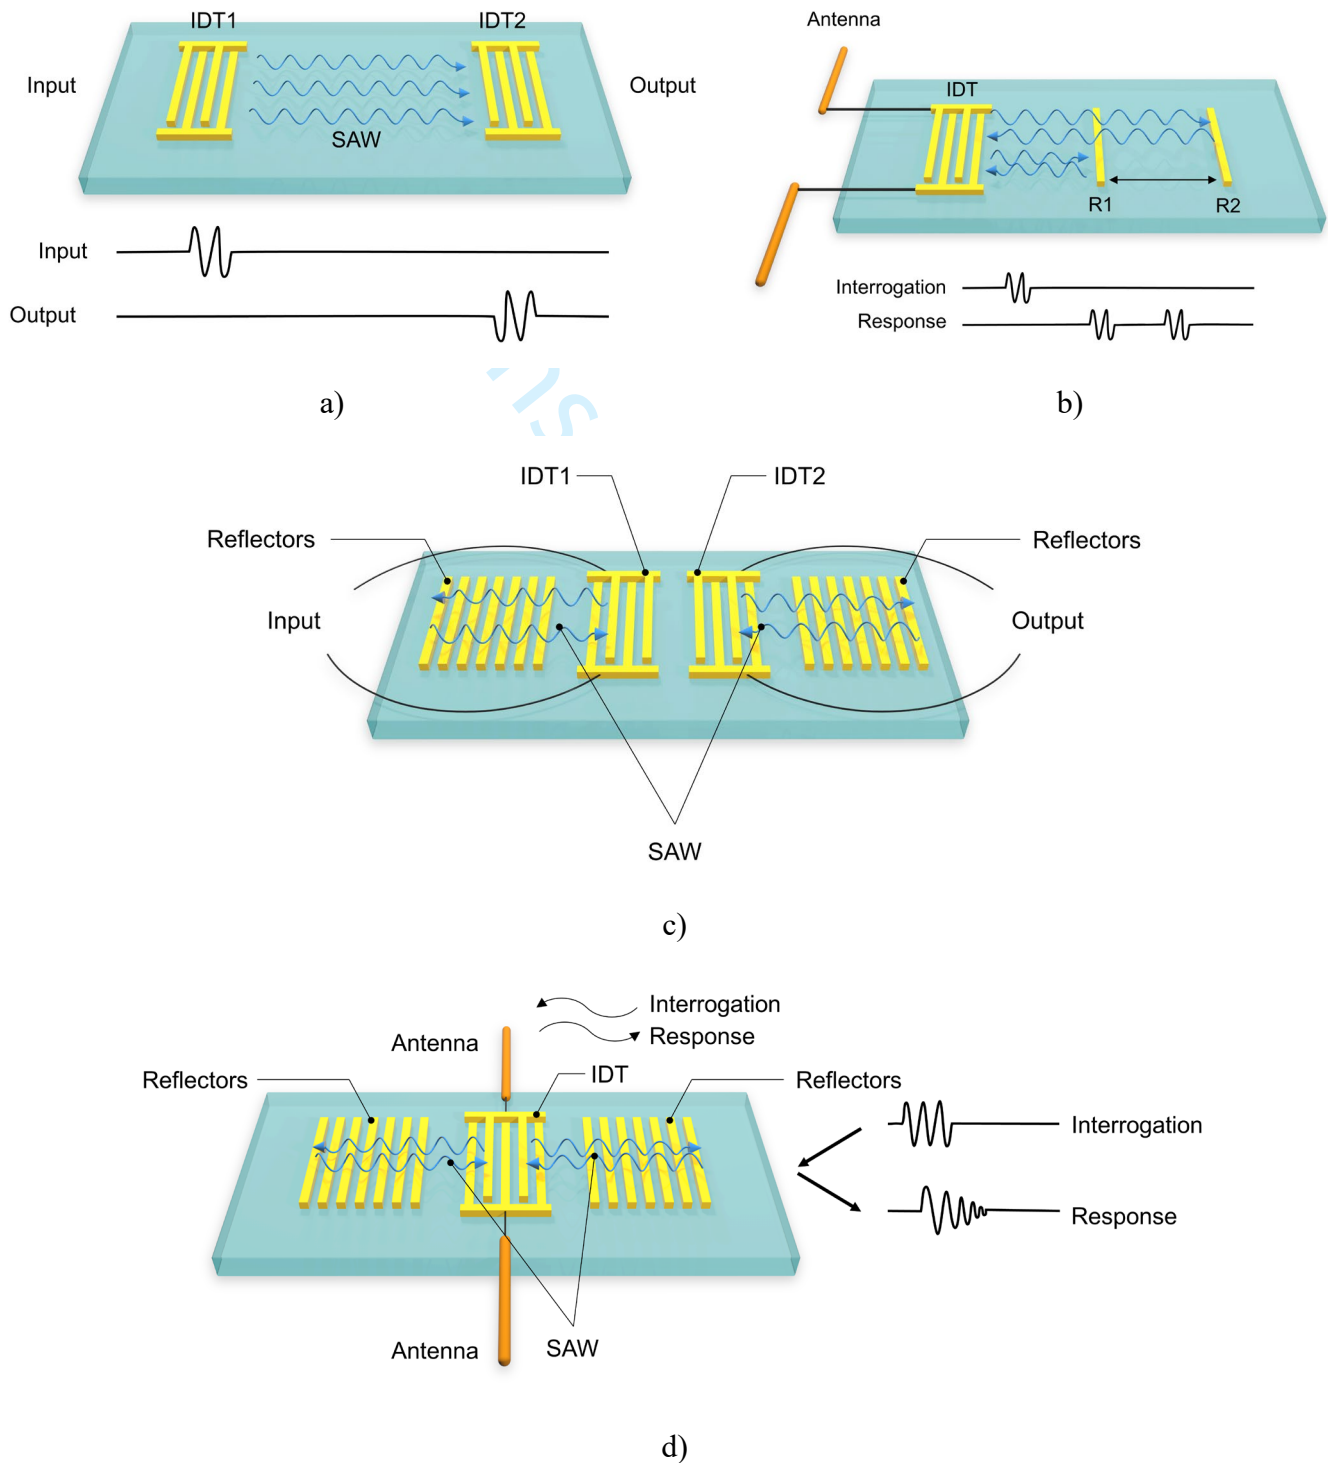 IDT1
IDT2
Input
Output
SAW
Input
Output
a)
Antenna
IDT
R1
R2
Interrogation
Response
b)
IDT1
IDT2
Reflectors
Reflectors
Input
Output
SAW
c)
Interrogation
Response
Antenna
Reflectors
IDT
Reflectors
Interrogation
Response
Antenna
SAW
d)